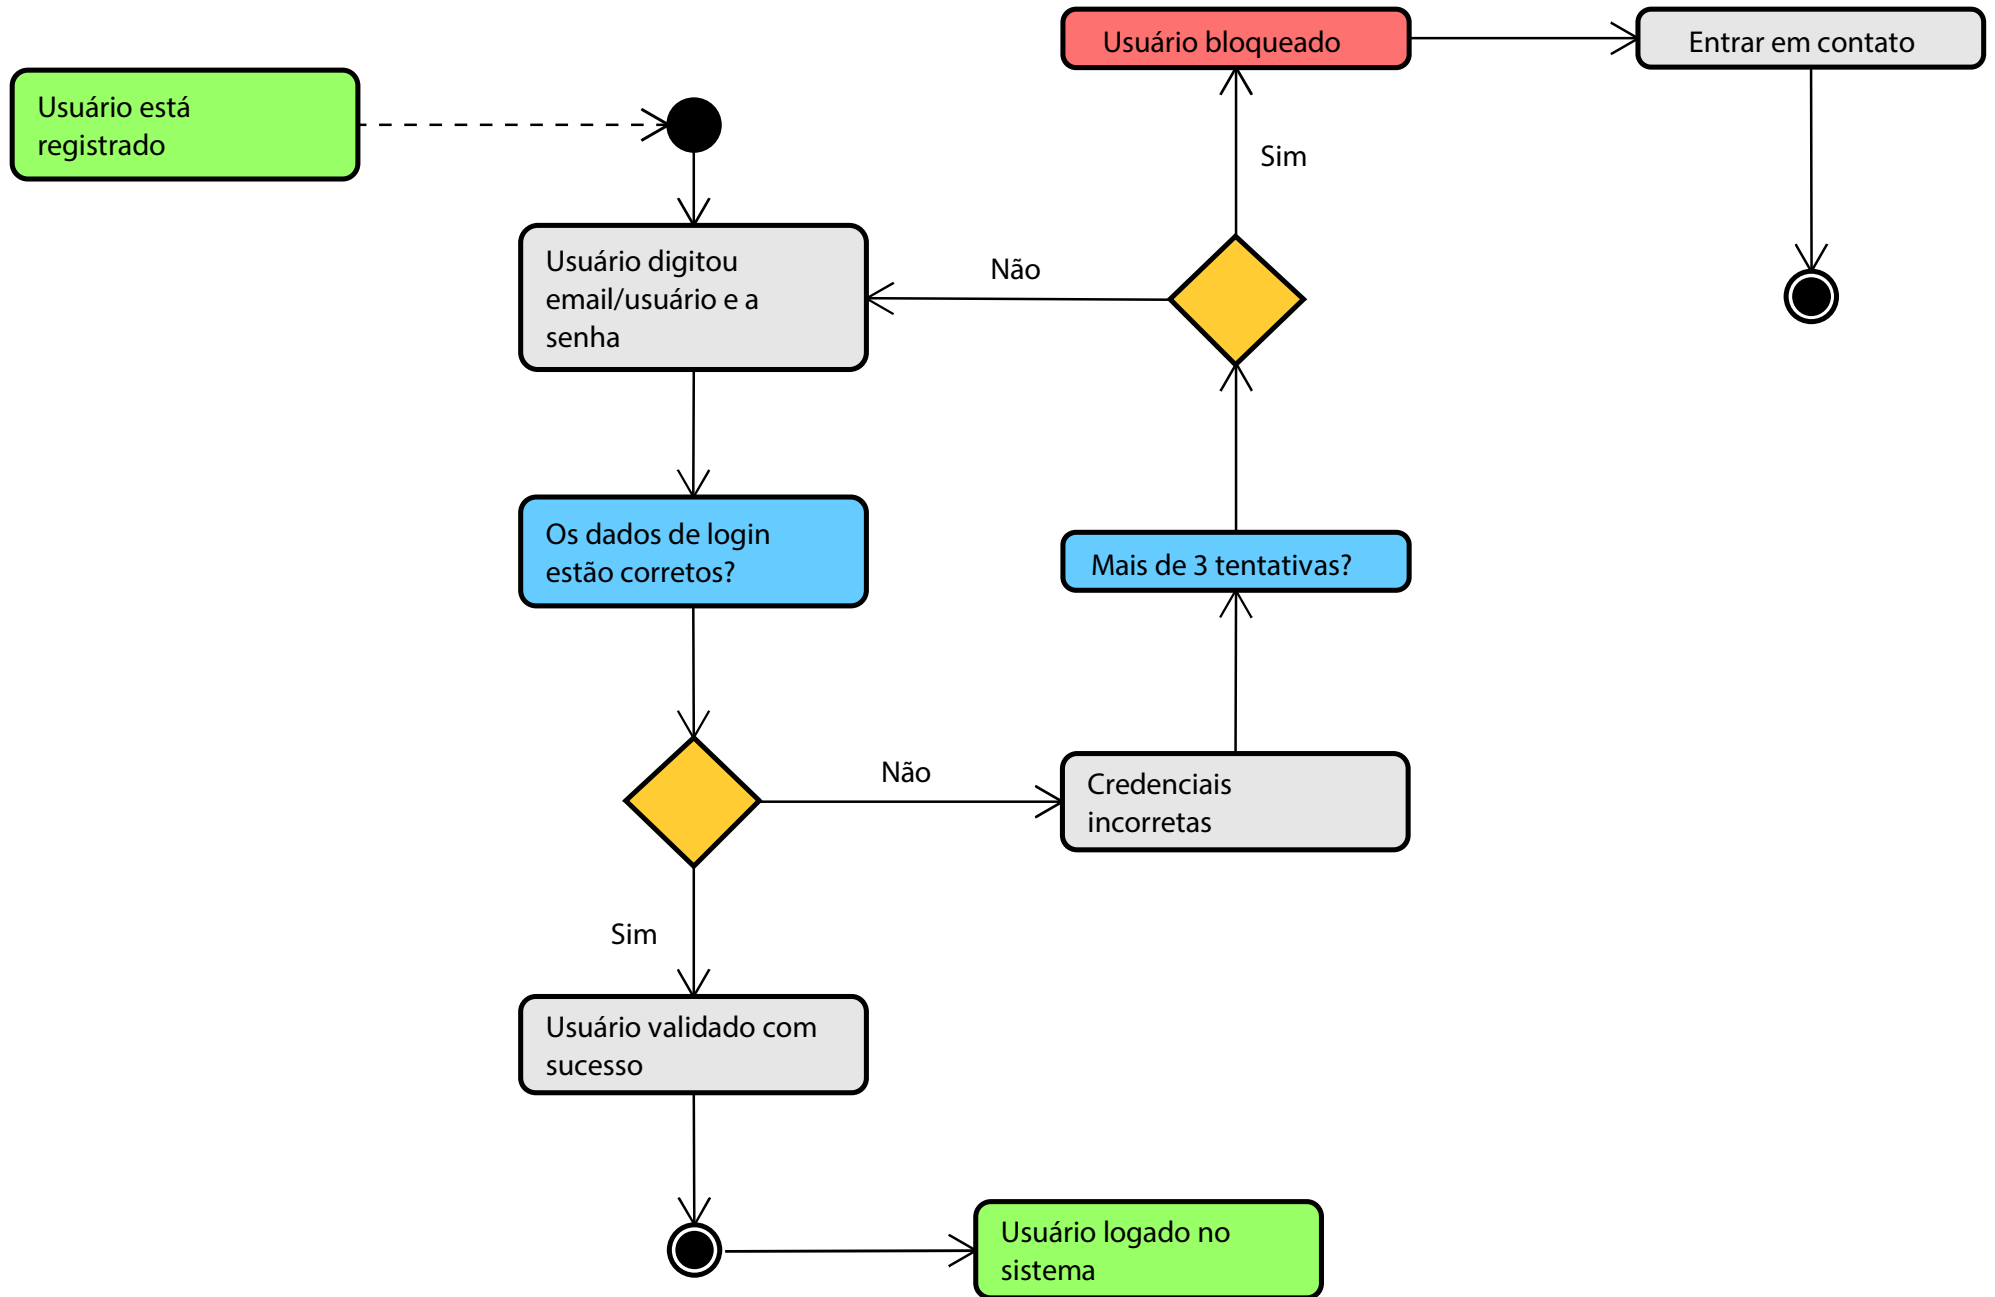 Usuário bloqueado
Entrar em contato
Usuário está
registrado
Sim
Usuário digitou
email/usuário e a
senha
Não
Os dados de login
estão corretos?
Mais de 3 tentativas?
Não
Credenciais
incorretas
Sim
Usuário validado com
sucesso
Usuário logado no
sistema